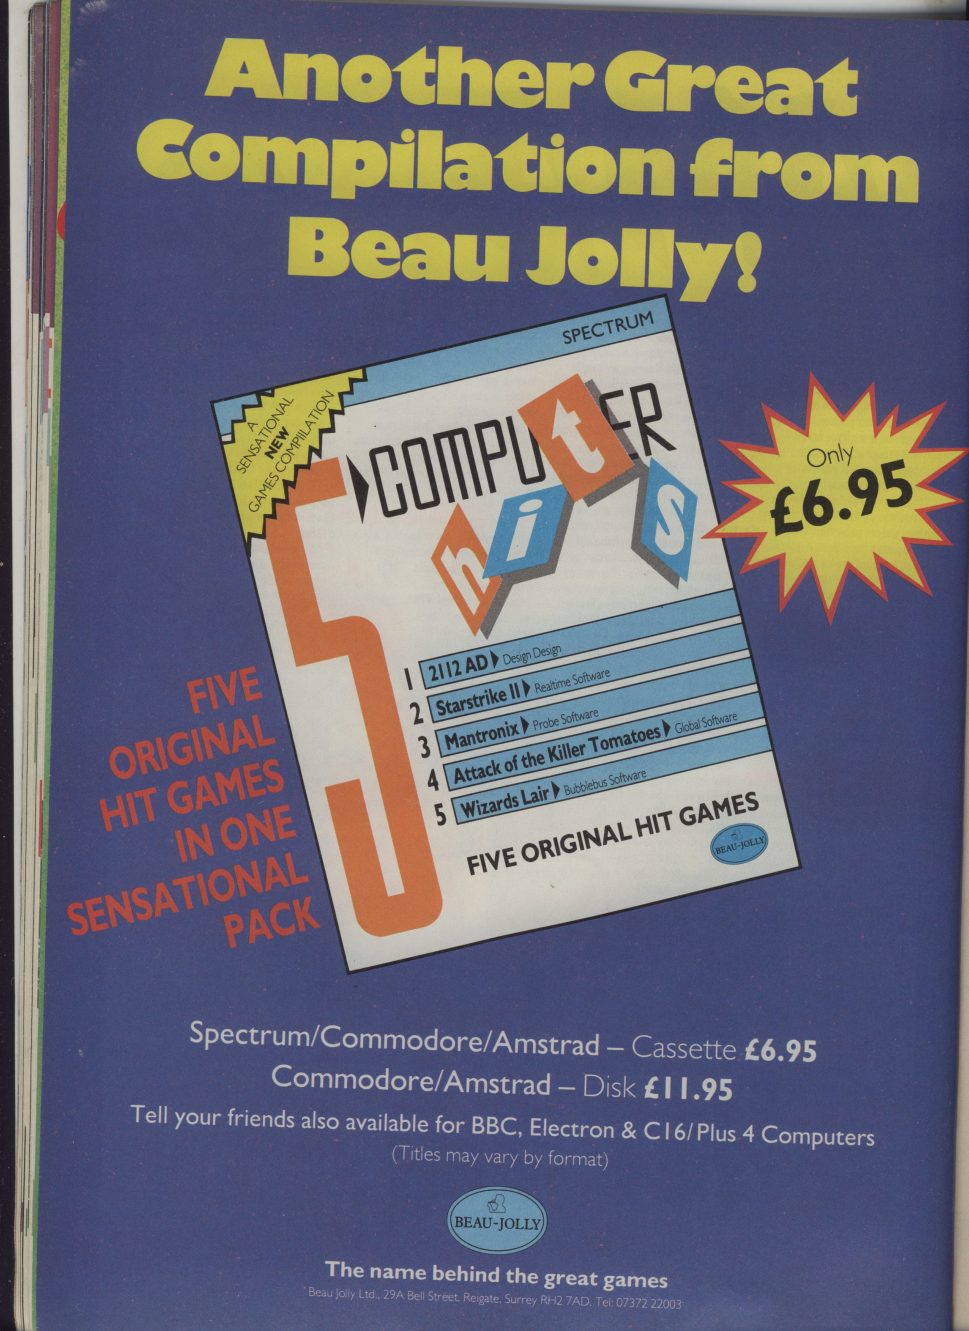 Another Great
Compilation from
Beau Jolly!
SPECTRUM
A
SENSATIONAL
NEW
GAMES COMPIILATION
5 COMPUTER
hits
Only
£6.95
1 2112 AD Design Design
2 Starstrike II Realtime Software
3 Mantronix Probe Software
4 Attack of the Killer Tomatoes Global Software
5 Wizards Lair Bubblebus Software
FIVE ORIGINAL HIT GAMES
BEAU-JOLLY
FIVE
ORIGINAL
HIT GAMES
IN ONE
SENSATIONAL
PACK
Spectrum/Commodore/Amstrad – Cassette £6.95
Commodore/Amstrad – Disk £11.95
Tell your friends also available for BBC, Electron & C16/Plus 4 Computers
(Titles may vary by format)
BEAU-JOLLY
The name behind the great games
Beau Jolly Ltd., 29A Bell Street, Reigate, Surrey RH2 7AD. Tel: 07372 22003